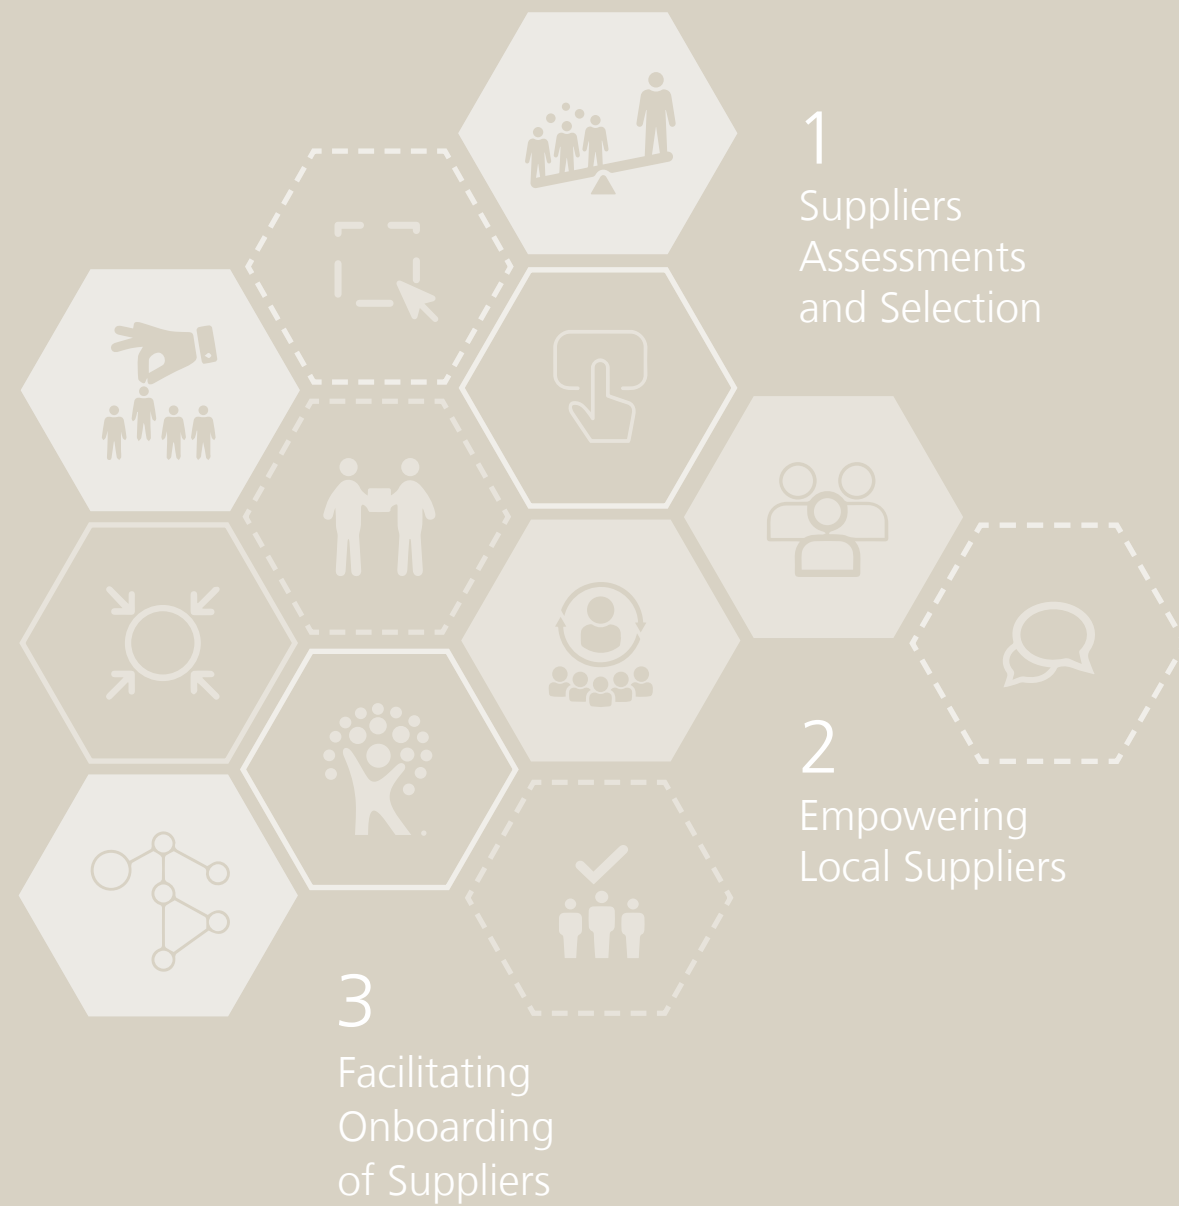 1
Suppliers
Assessments
and Selection
2
Empowering
Local Suppliers
3
Facilitating
Onboarding
of Suppliers